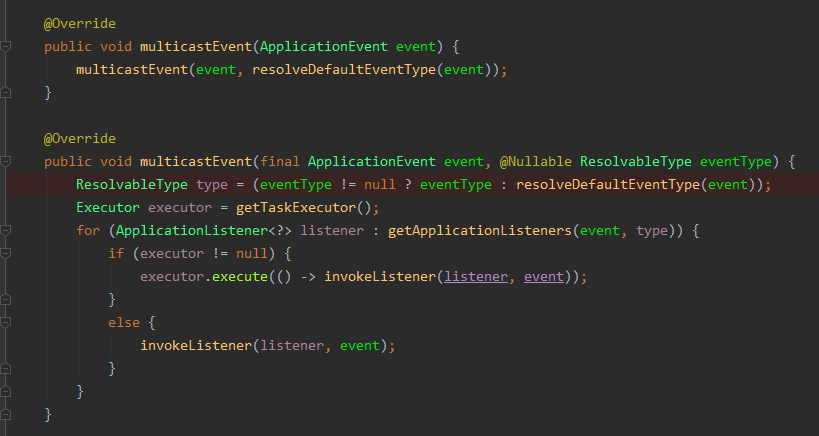 @Override
public void multicastEvent(ApplicationEvent event) {
multicastEvent(event, resolveDefaultEventType(event));
}
@Override
public void multicastEvent(final ApplicationEvent event, @Nullable ResolvableType eventType) {
ResolvableType type = (eventType != null ? eventType : resolveDefaultEventType(event));
Executor executor = getTaskExecutor();
for (ApplicationListener<?> listener : getApplicationListeners(event, type)) {
if (executor != null) {
executor.execute(() -> invokeListener(listener, event));
}
else {
invokeListener(listener, event);
}
}
}